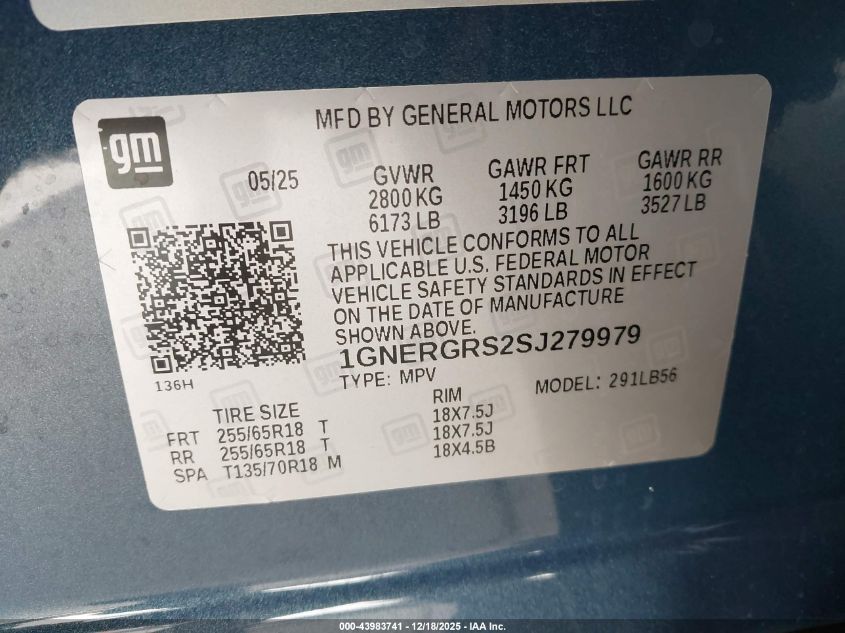 MFD BY GENERAL MOTORS LLC
gm
05/25
GVWR GAWR FRT GAWR RR
2800 KG 1450 KG 1600 KG
6173 LB 3196 LB 3527 LB
THIS VEHICLE CONFORMS TO ALL
APPLICABLE U.S. FEDERAL MOTOR
VEHICLE SAFETY STANDARDS IN EFFECT
ON THE DATE OF MANUFACTURE
SHOWN ABOVE.
1GNERGRS2SJ279979
136H
TYPE: MPV MODEL: 291LB56
TIRE SIZE RIM
FRT 255/65R18 T 18X7.5J
RR 255/65R18 T 18X7.5J
SPA T135/70R18 M 18X4.5B
000-43983741 - 12/18/2025 - IAA Inc.